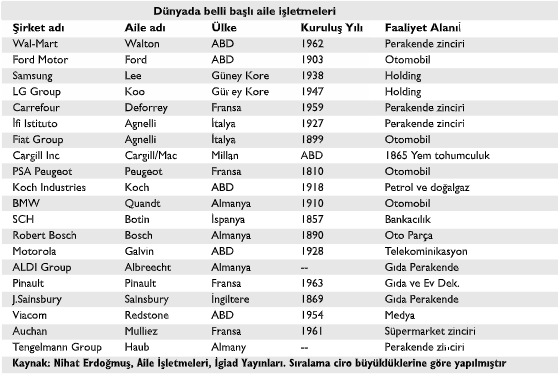 Dünyada belli başlı aile işletmeleri
Şirket adı Aile adı Ülke Kuruluş Yılı Faaliyet Alanıİ
Wal-Mart Walton ABD 1962 Perakende zinciri
Ford Motor Ford ABD 1903 Otomobil
Samsung Lee Güney Kore 1938 Holding
LG Group Koo Güney Kore 1947 Holding
Carrefour Deforrey Fransa 1959 Perakende zinciri
İfi Istituto Agnelli İtalya 1927 Perakende zinciri
Fiat Group Agnelli İtalya 1899 Otomobil
Cargill Inc Cargill/Mac Millan ABD 1865 Yem tohumculuk
PSA Peugeot Peugeot Fransa 1810 Otomobil
Koch Industries Koch ABD 1918 Petrol ve doğalgaz
BMW Quandt Almanya 1910 Otomobil
SCH Botin İspanya 1857 Bankacılık
Robert Bosch Bosch Almanya 1890 Oto Parça
Motorola Galvin ABD 1928 Telekominikasyon
ALDI Group Albrecht Almanya -- Gıda Perakende
Pinault Pinault Fransa 1963 Gıda ve Ev Dek.
J.Sainsbury Sainsbury İngiltere 1869 Gıda Perakende
Viacom Redstone ABD 1954 Medya
Auchan Mulliez Fransa 1961 Süpermarket zinciri
Tengelmann Group Haub Almany -- Perakende zinciri
Kaynak: Nihat Erdoğmuş, Aile İşletmeleri, İgiad Yayınları. Sıralama ciro büyüklüklerine göre yapılmıştır